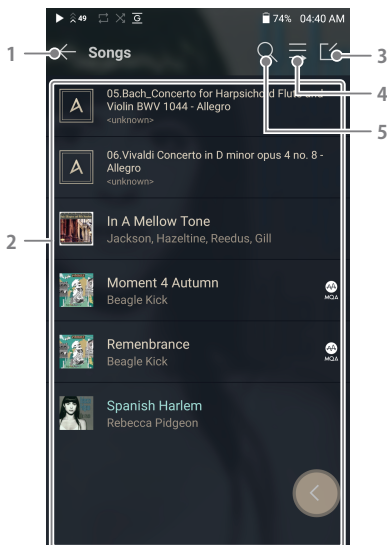 49 G 74% 04:40 AM
1 Songs 3
4
5
05.Bach_Concerto for Harpsichord Flute and
Violin BWV 1044 - Allegro
<unknown>
06.Vivaldi Concerto in D minor opus 4 no. 8 -
Allegro
<unknown>
2
In A Mellow Tone
Jackson, Hazeltine, Reedus, Gill
Moment 4 Autumn
Beagle Kick
MQA
Remenbrance
Beagle Kick
MQA
Spanish Harlem
Rebecca Pidgeon